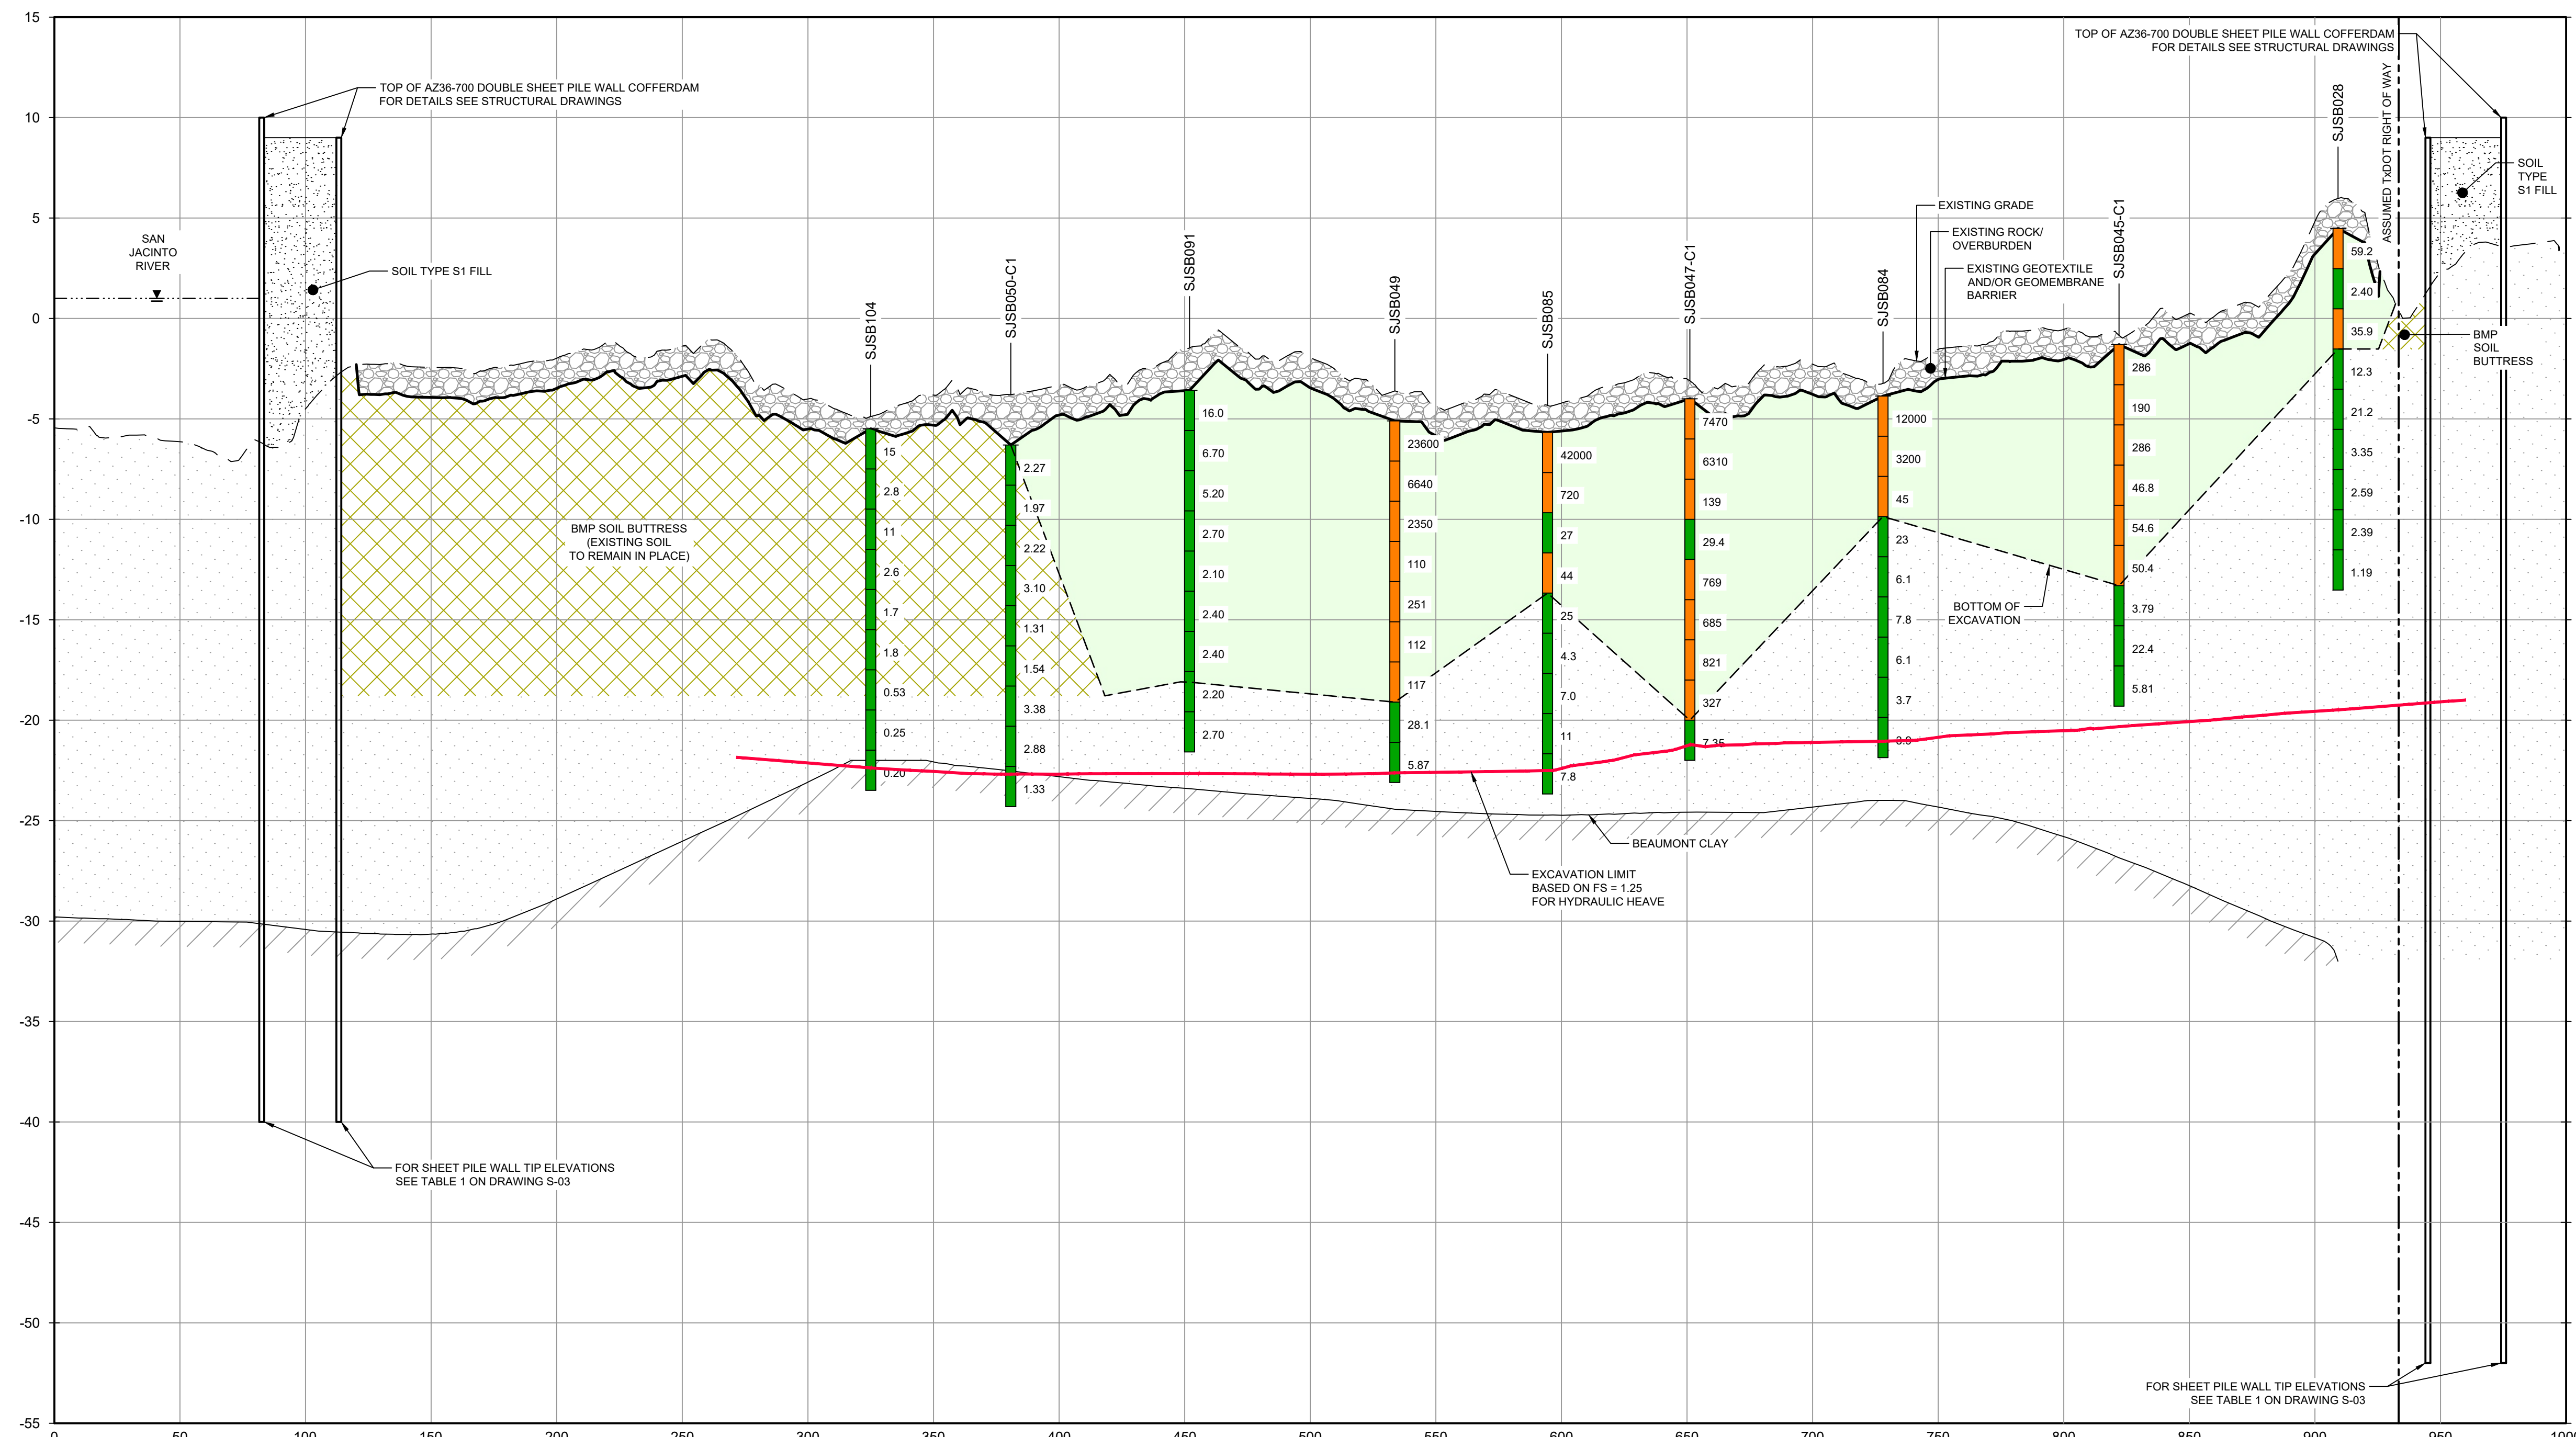 15
10
5
0
-5
-10
-15
-20
-25
-30
-35
-40
-45
-50
-55
TOP OF AZ36-700 DOUBLE SHEET PILE WALL COFFERDAM
FOR DETAILS SEE STRUCTURAL DRAWINGS
SAN
JACINTO
RIVER
SOIL TYPE S1 FILL
BMP SOIL BUTTRESS
(EXISTING SOIL
TO REMAIN IN PLACE)
FOR SHEET PILE WALL TIP ELEVATIONS
SEE TABLE 1 ON DRAWING S-03
SJSB104
15
2.8
11
2.6
1.7
1.8
0.53
0.25
0.20
SJSB050-C1
2.27
1.97
2.22
3.10
1.31
1.54
3.38
2.88
1.33
SJSB091
16.0
6.70
5.20
2.70
2.10
2.40
2.40
2.20
2.70
SJSB049
23600
6640
2350
110
251
112
117
28.1
5.87
SJSB085
42000
720
27
44
25
4.3
7.0
11
7.8
SJSB047-C1
7470
6310
139
29.4
769
685
821
327
7.35
SJSB084
12000
3200
45
23
6.1
7.8
6.1
3.7
3.9
SJSB045-C1
286
190
286
46.8
54.6
50.4
3.79
22.4
5.81
SJSB028
59.2
2.40
35.9
12.3
21.2
3.35
2.59
2.39
1.19
EXISTING GRADE
EXISTING ROCK/
OVERBURDEN
EXISTING GEOTEXTILE
AND/OR GEOMEMBRANE
BARRIER
BOTTOM OF
EXCAVATION
BEAUMONT CLAY
EXCAVATION LIMIT
BASED ON FS = 1.25
FOR HYDRAULIC HEAVE
TOP OF AZ36-700 DOUBLE SHEET PILE WALL COFFERDAM
FOR DETAILS SEE STRUCTURAL DRAWINGS
ASSUMED TxDOT RIGHT OF WAY
SOIL
TYPE
S1 FILL
BMP
SOIL
BUTTRESS
FOR SHEET PILE WALL TIP ELEVATIONS
SEE TABLE 1 ON DRAWING S-03
0 50 100 150 200 250 300 350 400 450 500 550 600 650 700 750 800 850 900 950 1000